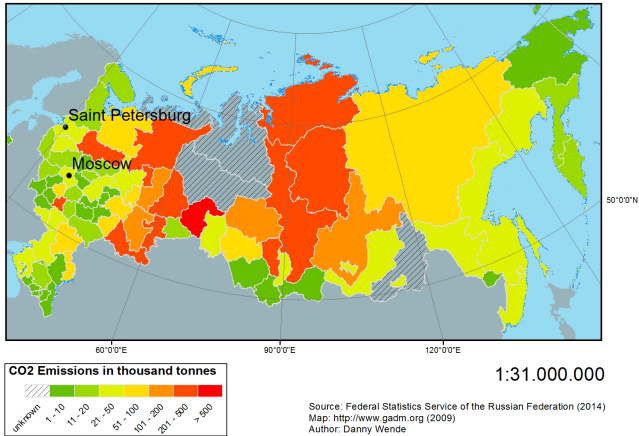 Saint Petersburg
Moscow
50°0'0"N
60°0'0"E
90°0'0"E
120°0'0"E
CO2 Emissions in thousand tonnes
unknown
1 - 10
11 - 20
21 - 50
51 - 100
101 - 200
201 - 500
> 500
1:31.000.000
Source: Federal Statistics Service of the Russian Federation (2014)
Map: http://www.gadm.org (2009)
Author: Danny Wende